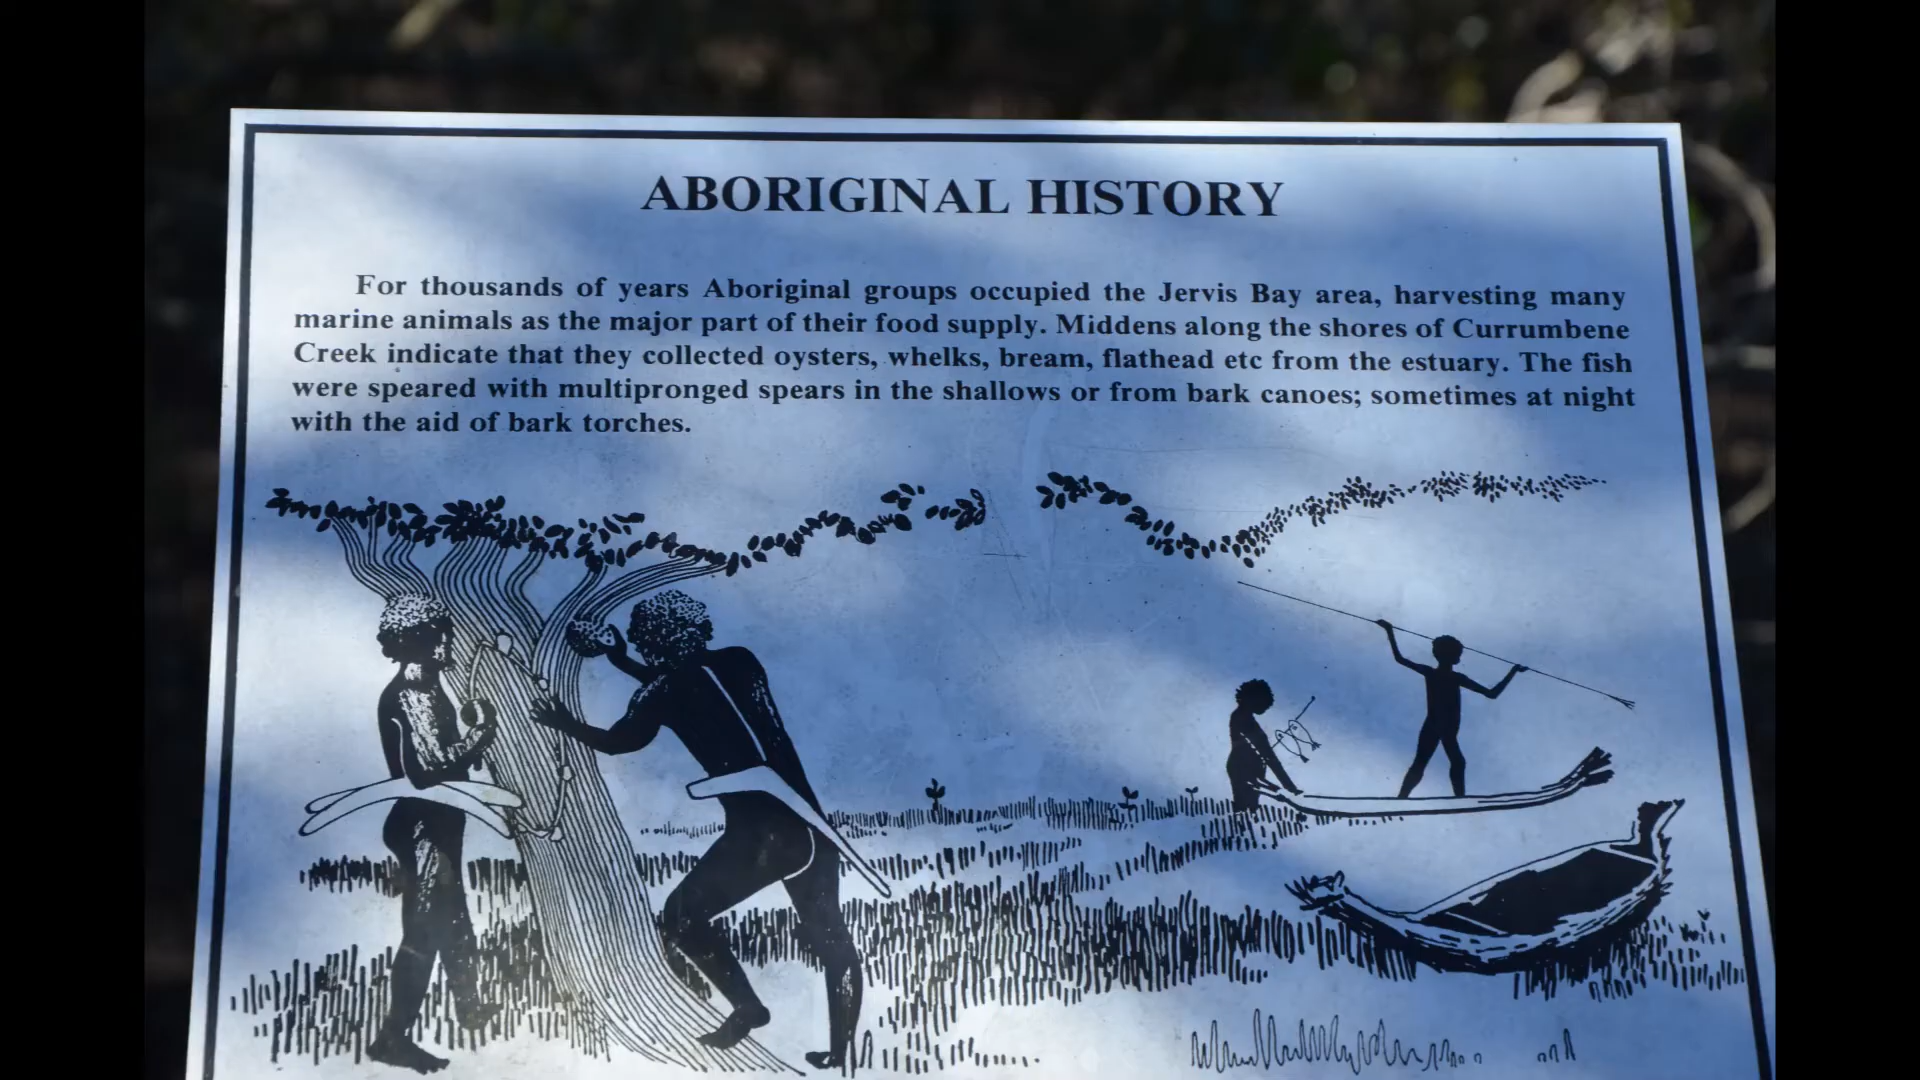 ABORIGINAL HISTORY
For thousands of years Aboriginal groups occupied the Jervis Bay area, harvesting many
marine animals as the major part of their food supply. Middens along the shores of Currumbene
Creek indicate that they collected oysters, whelks, bream, flathead etc from the estuary. The fish
were speared with multipronged spears in the shallows or from bark canoes; sometimes at night
with the aid of bark torches.